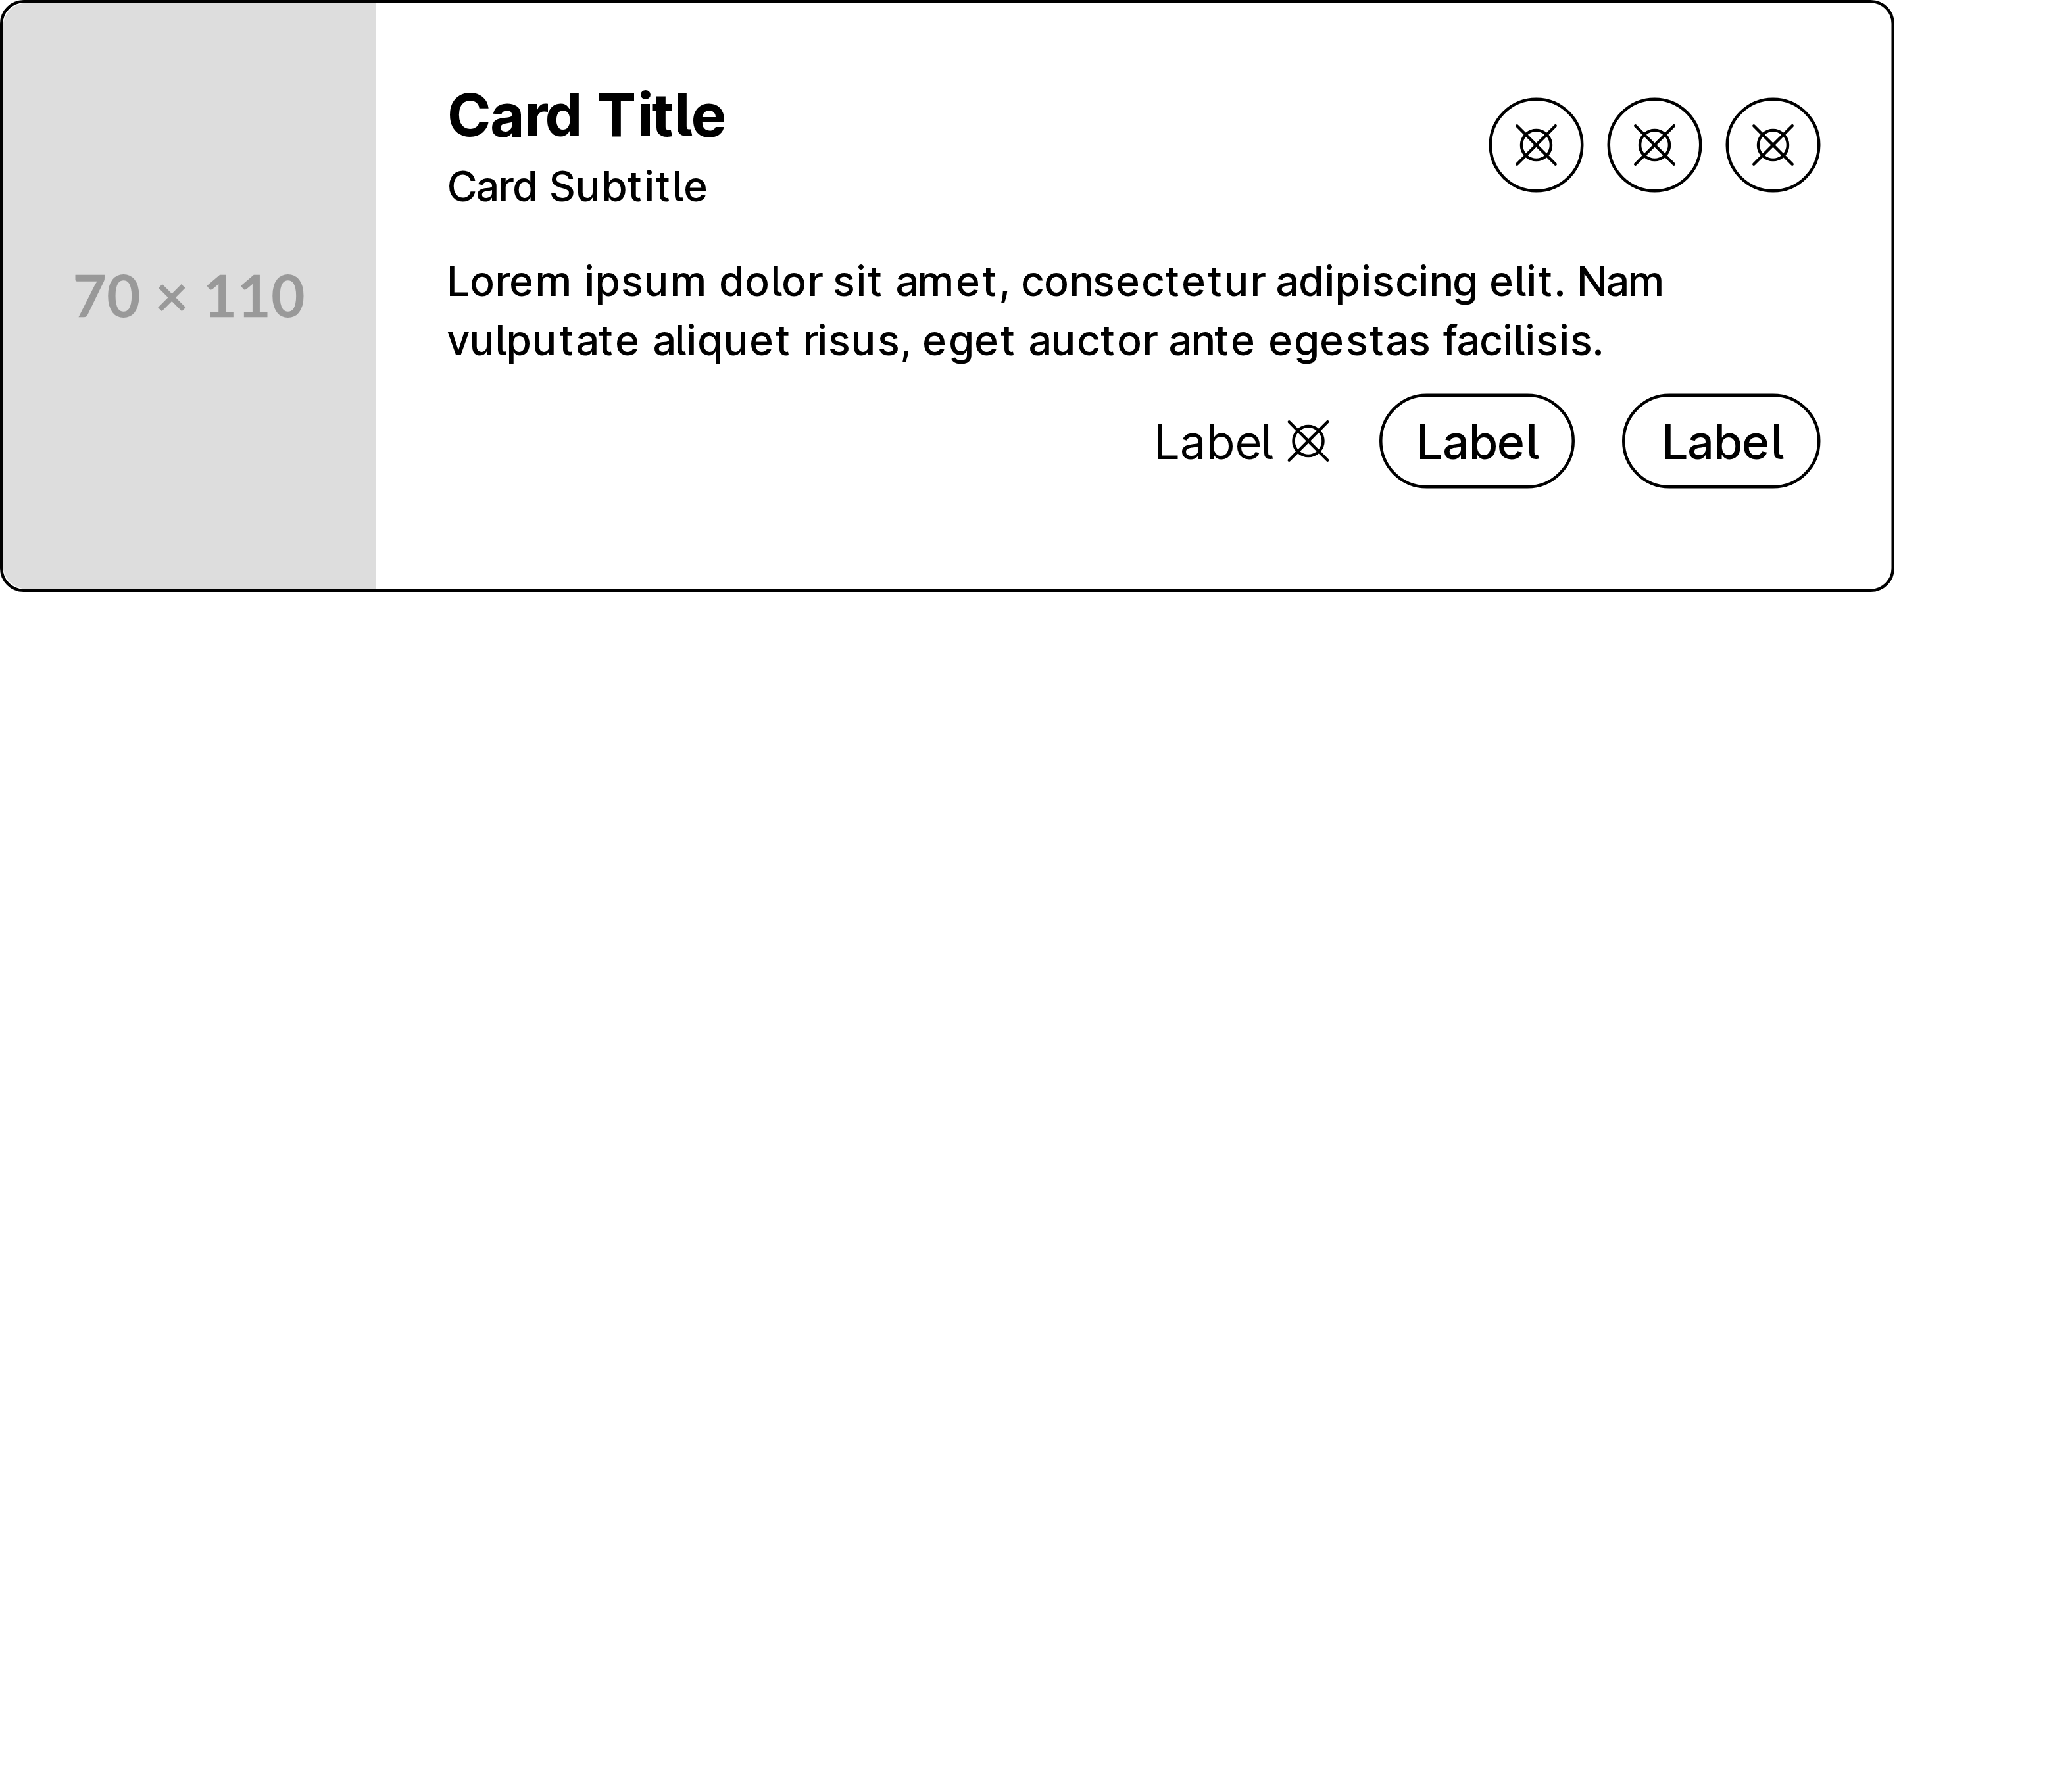 70 × 110
Card Title
Card Subtitle
Lorem ipsum dolor sit amet, consectetur adipiscing elit. Nam
vulputate aliquet risus, eget auctor ante egestas facilisis.
Label Label Label